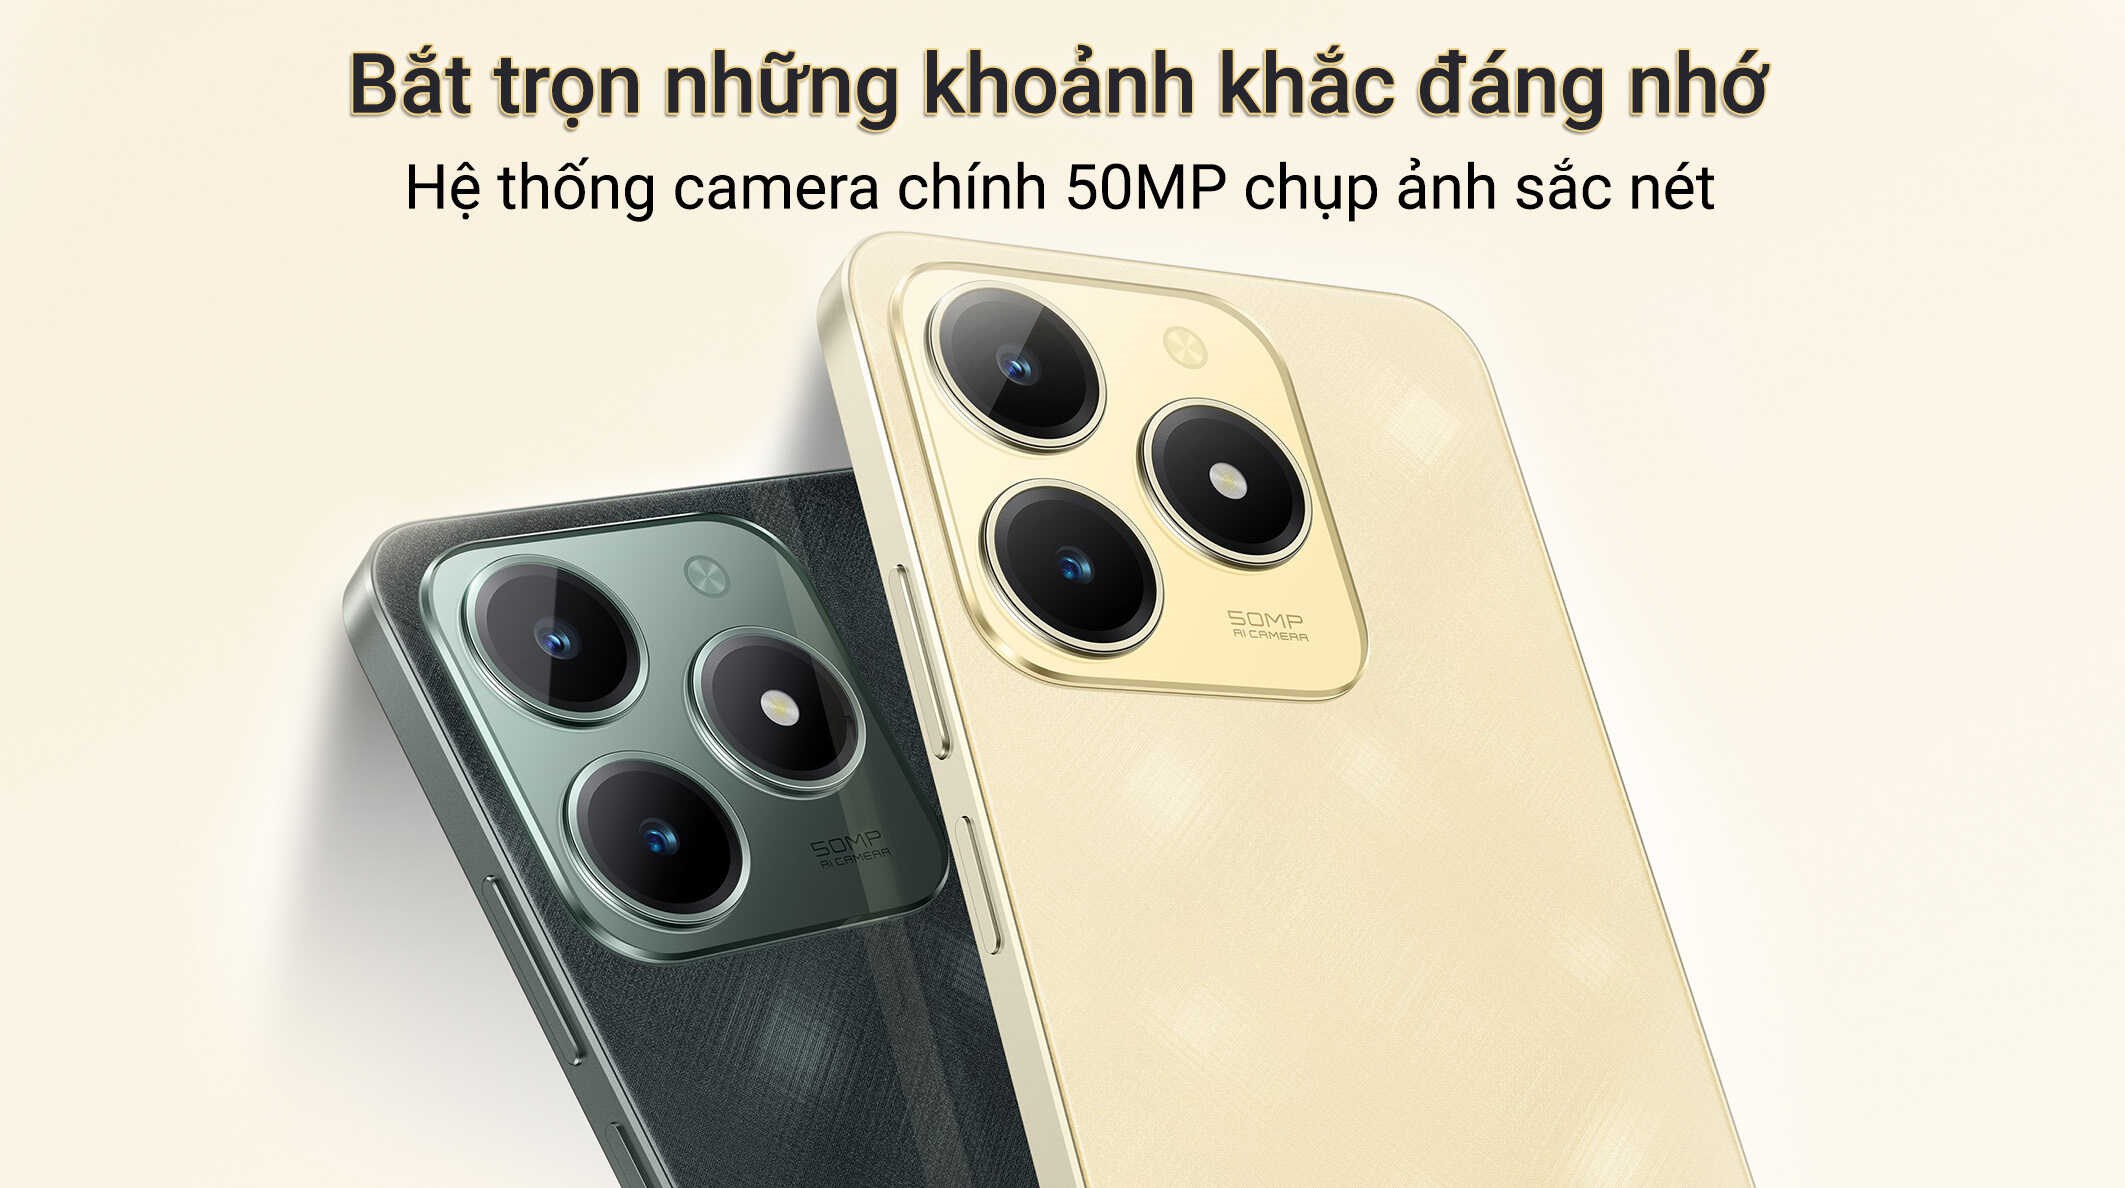 Bắt trọn những khoảnh khắc đáng nhớ
Hệ thống camera chính 50MP chụp ảnh sắc nét
50MP
AI CAMERA
50MP
AI CAMERA